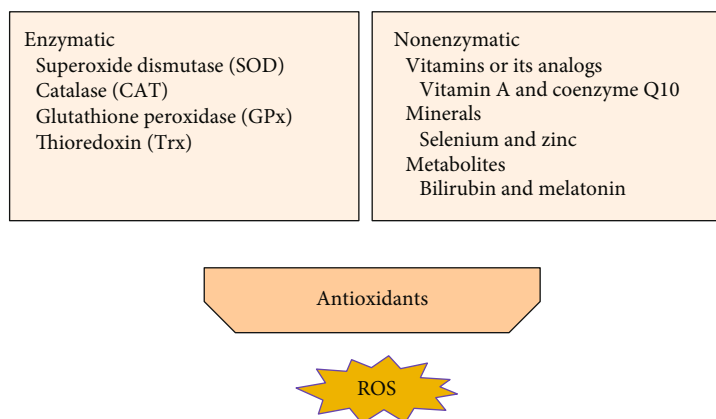 Enzymatic
Superoxide dismutase (SOD)
Catalase (CAT)
Glutathione peroxidase (GPx)
Thioredoxin (Trx)
Nonenzymatic
Vitamins or its analogs
Vitamin A and coenzyme Q10
Minerals
Selenium and zinc
Metabolites
Bilirubin and melatonin
Antioxidants
ROS